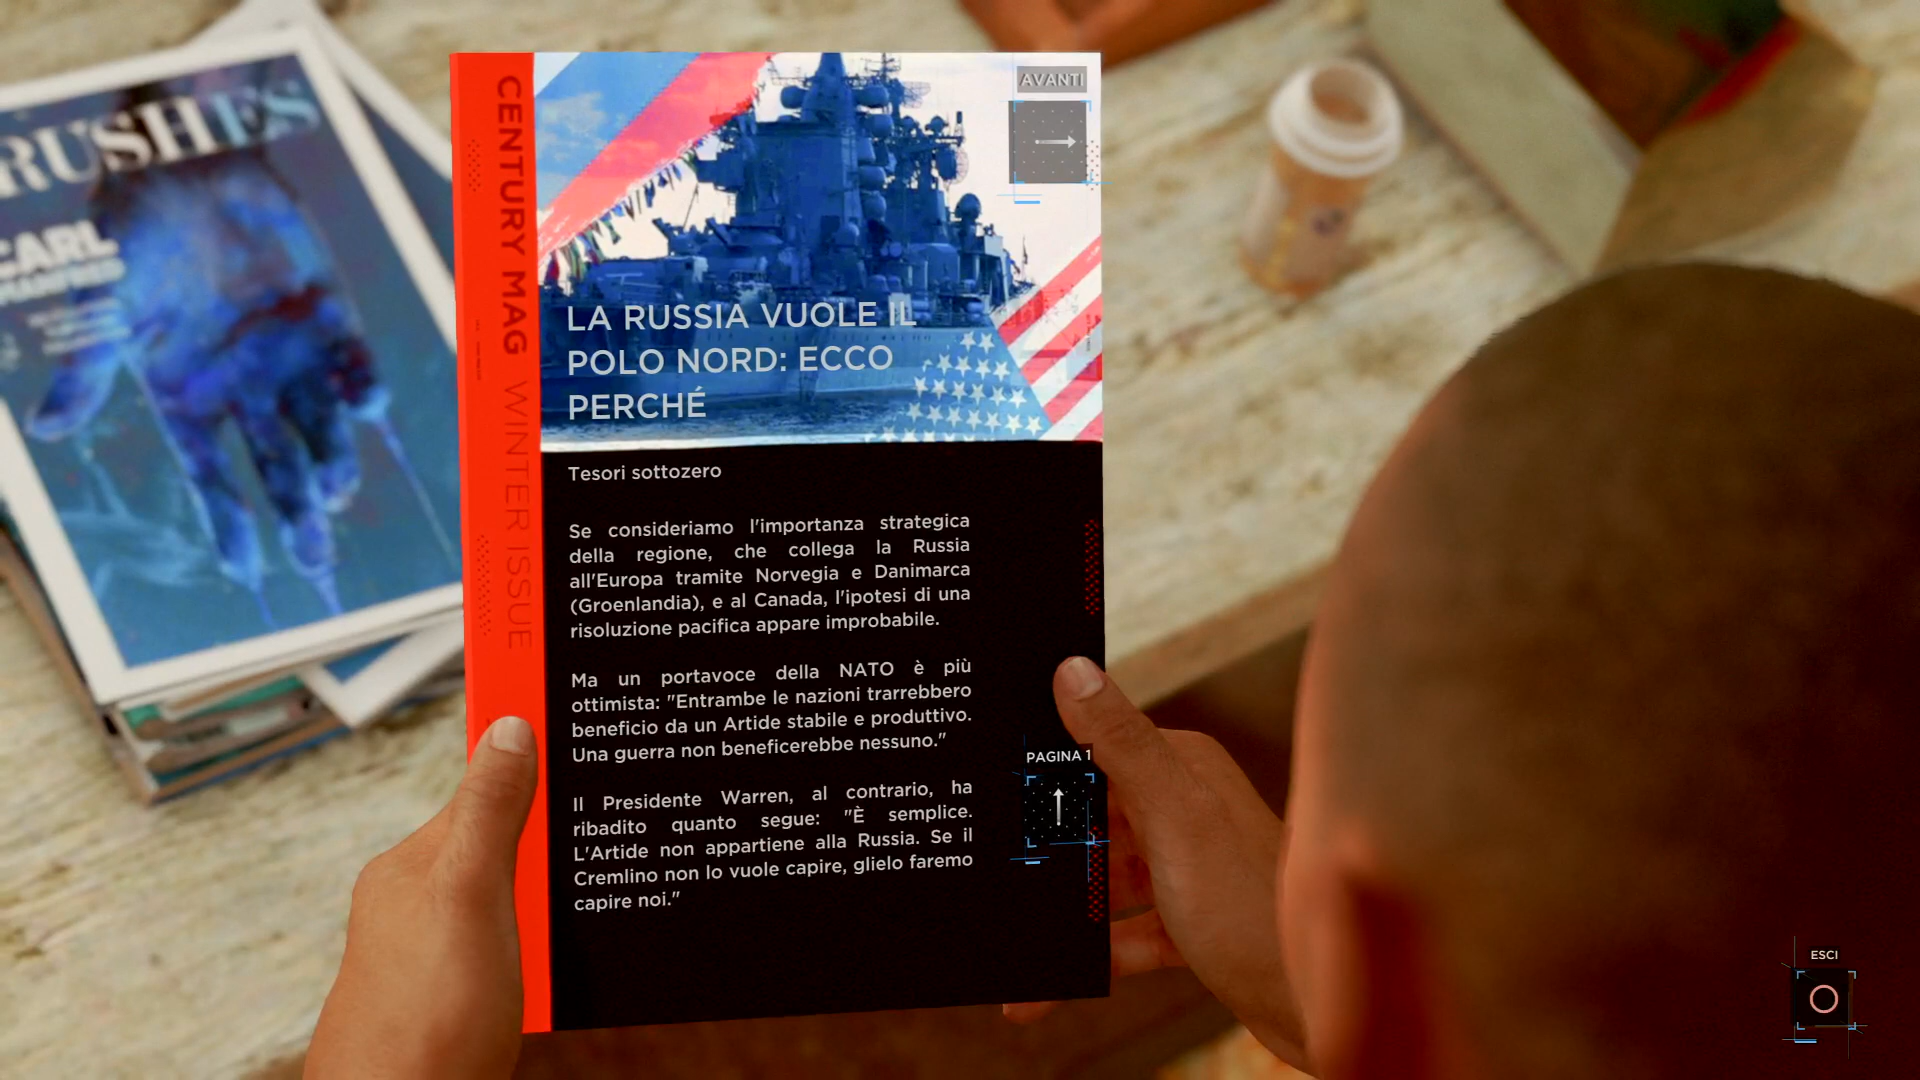 RUSHES
CARL
CENTURY MAG WINTER ISSUE
AVANTI
LA RUSSIA VUOLE IL
POLO NORD: ECCO
PERCHÉ
Tesori sottozero
Se consideriamo l'importanza strategica
della regione, che collega la Russia
all'Europa tramite Norvegia e Danimarca
(Groenlandia), e al Canada, l'ipotesi di una
risoluzione pacifica appare improbabile.
Ma un portavoce della NATO è più
ottimista: "Entrambe le nazioni trarrebbero
beneficio da un Artide stabile e produttivo.
Una guerra non beneficerebbe nessuno."
Il Presidente Warren, al contrario, ha
ribadito quanto segue: "È semplice.
L'Artide non appartiene alla Russia. Se il
Cremlino non lo vuole capire, glielo faremo
capire noi."
PAGINA 1
ESCI